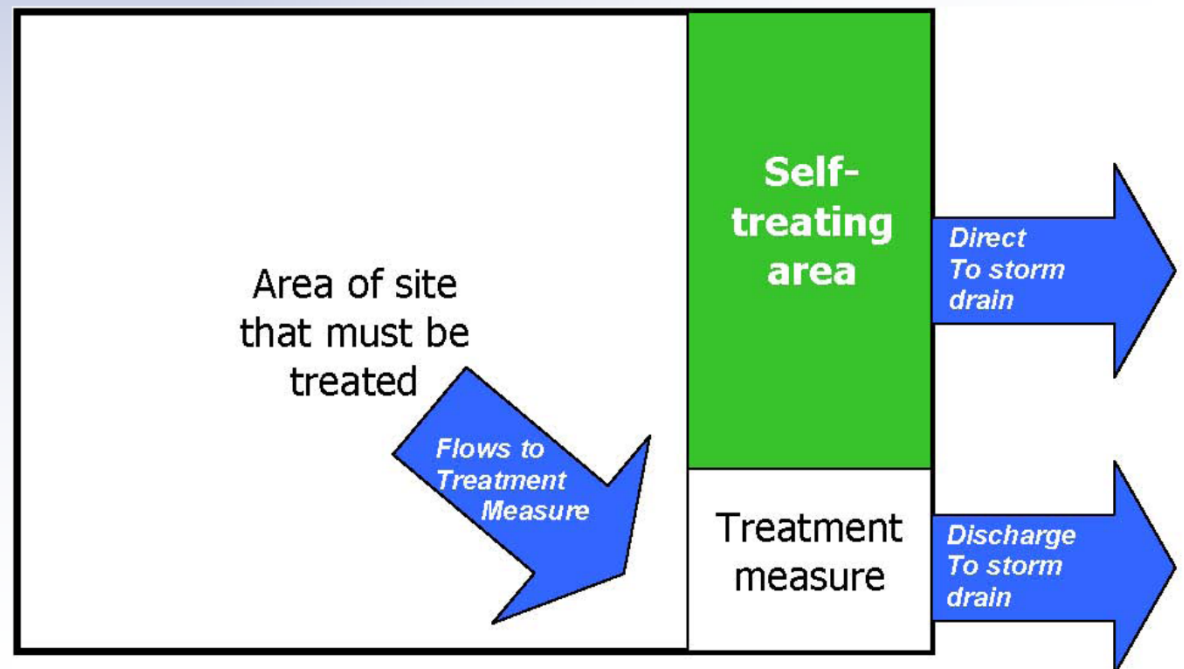 Self-
treating
area
Direct
To storm
drain
Area of site
that must be
treated
Flows to
Treatment
Measure
Treatment
measure
Discharge
To storm
drain